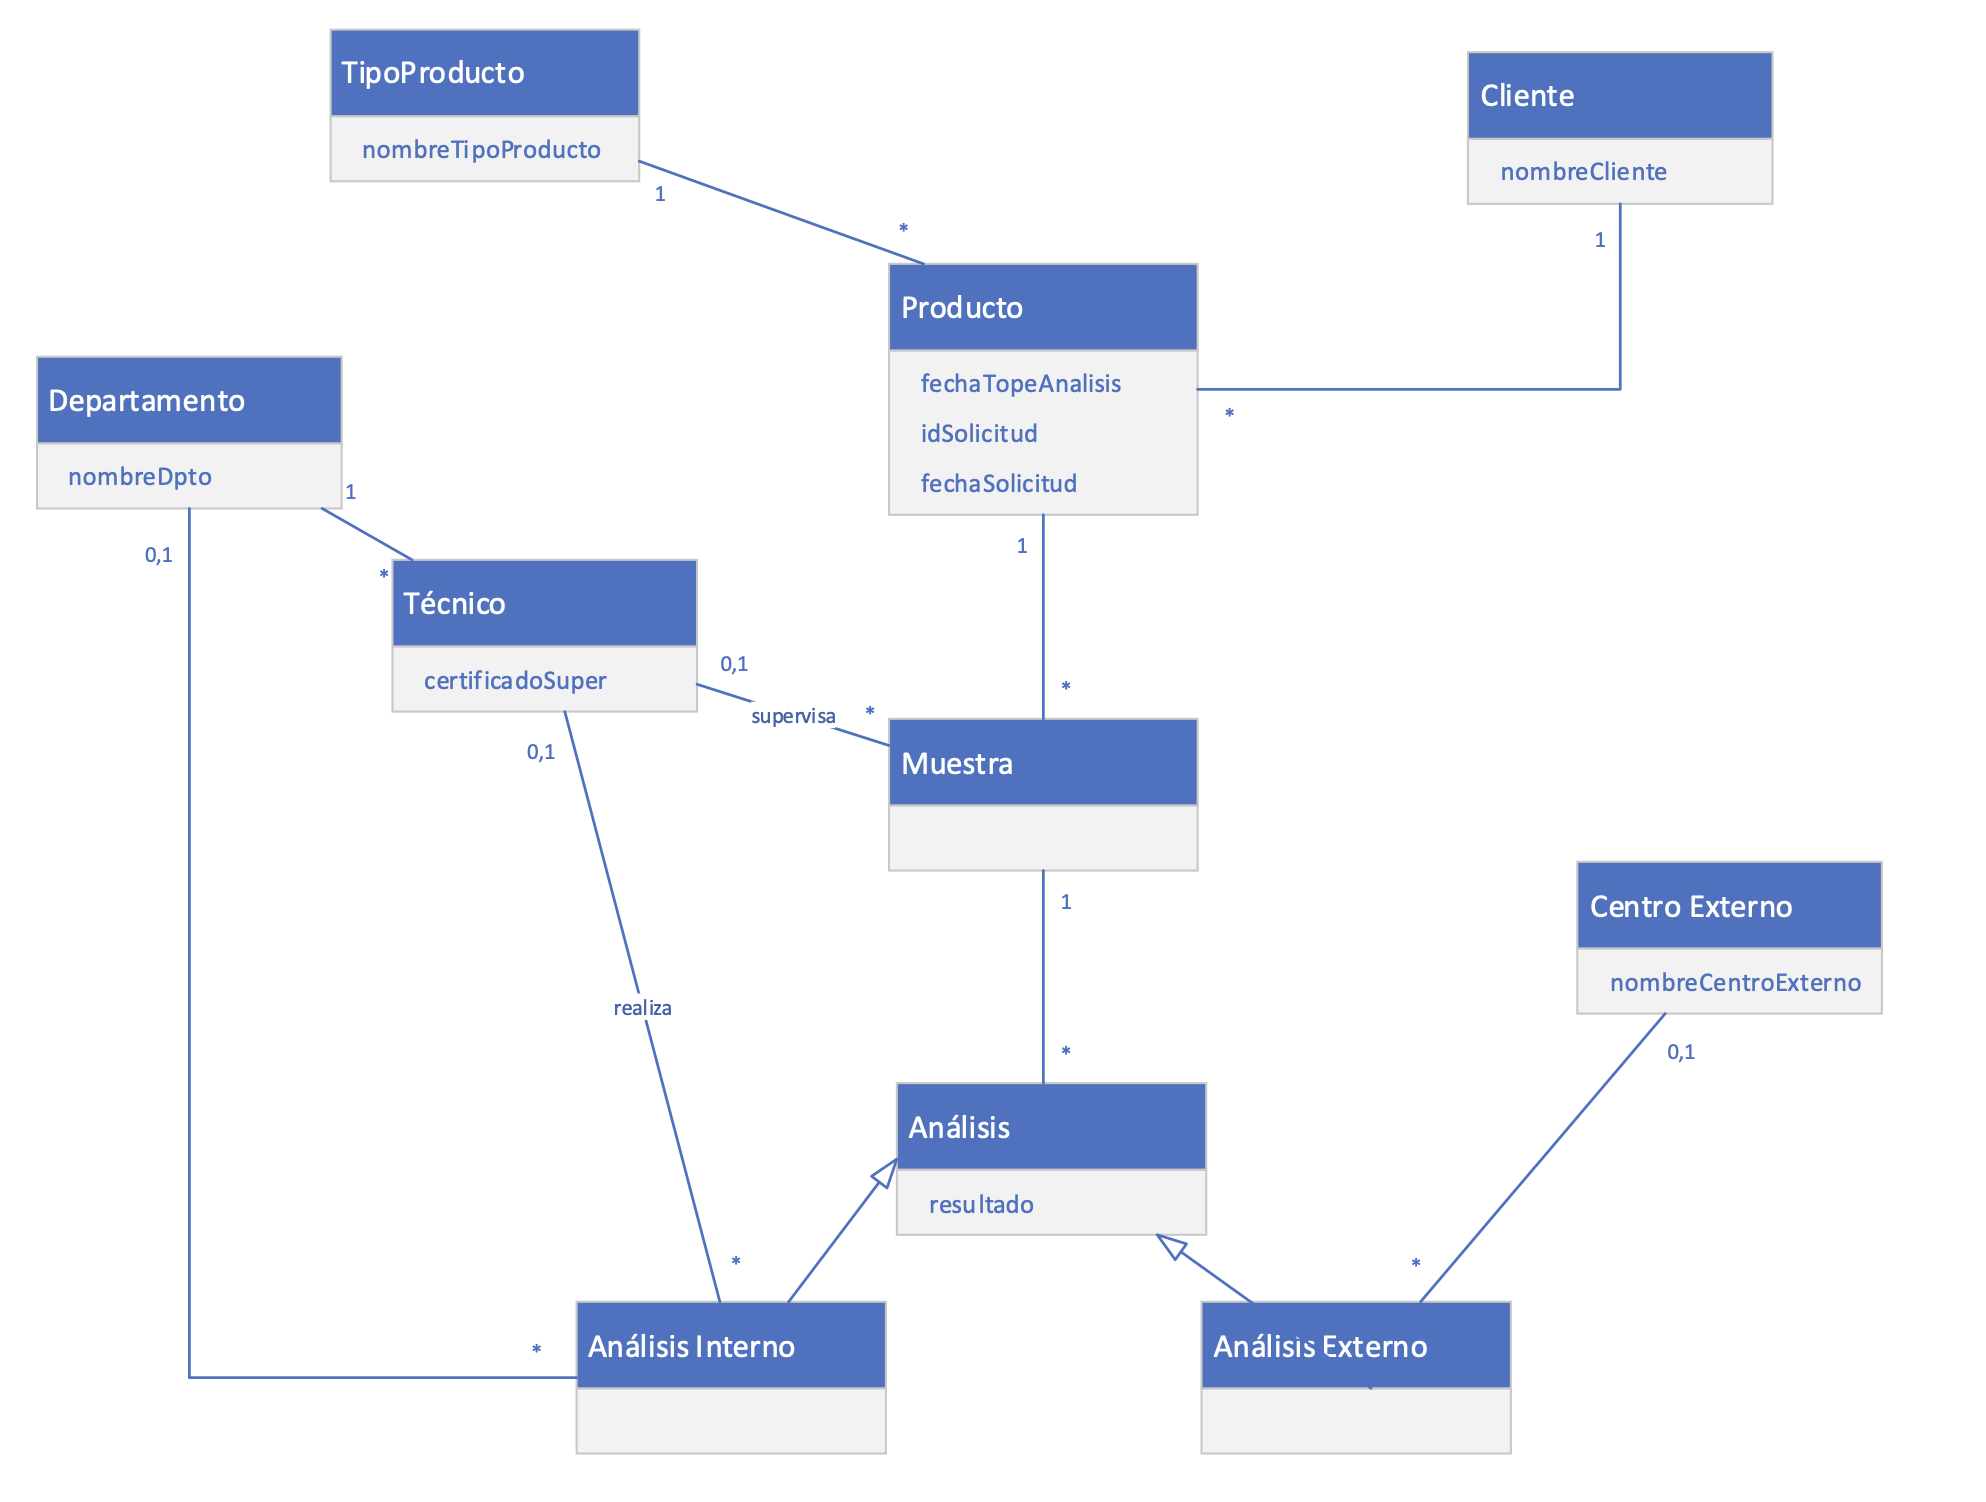 TipoProducto
nombreTipoProducto
1
*
Cliente
nombreCliente
1
*
Producto
fechaTopeAnalisis
idSolicitud
fechaSolicitud
1
*
Departamento
nombreDpto
1
0,1
*
Técnico
certificadoSuper
0,1
supervisa
*
0,1
Muestra
1
*
realiza
Centro Externo
nombreCentroExterno
0,1
Análisis
resultado
*
*
*
Análisis Interno
Análisis Externo